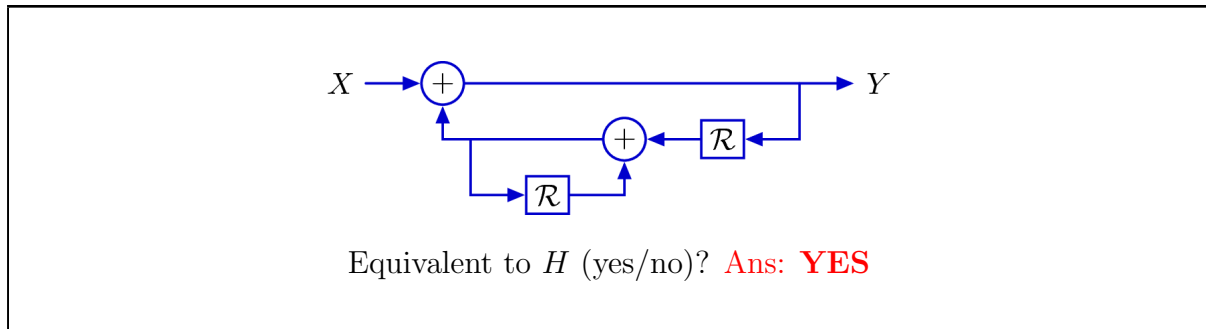 X + Y
+ R
R
Equivalent to H (yes/no)? Ans: YES